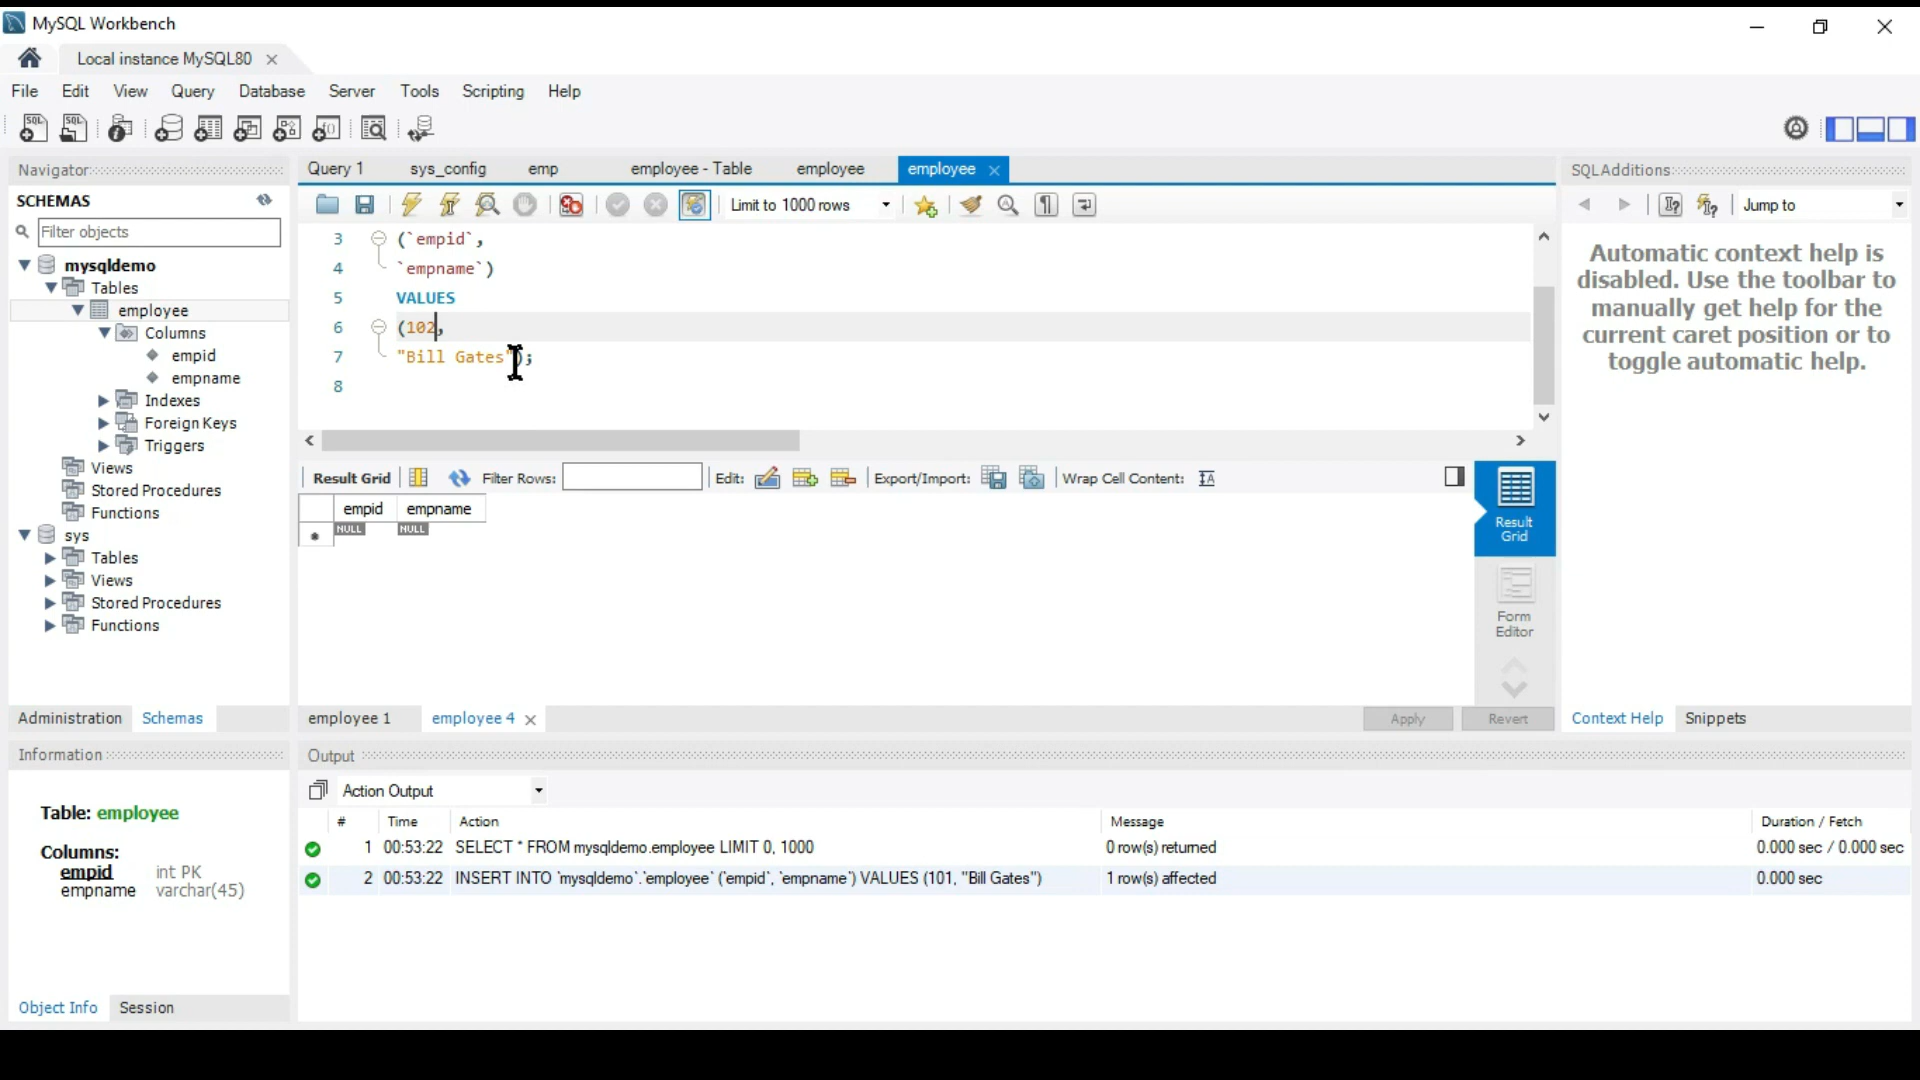 MySQL Workbench
Local instance MySQL80
File Edit View Query Database Server Tools Scripting Help
Navigator
SCHEMAS
Filter objects
mysqldemo
Tables
employee
Columns
empid
empname
Indexes
Foreign Keys
Triggers
Views
Stored Procedures
Functions
sys
Tables
Views
Stored Procedures
Functions
Administration Schemas
Information
Table: employee
Columns:
empid int PK
empname varchar(45)
Object Info Session
Query 1 sys_config emp employee - Table employee employee
Limit to 1000 rows
3 (`empid`,
4 `empname`)
5 VALUES
6 (102,
7 "Bill Gates");
8
Result Grid Filter Rows: Edit: Export/Import: Wrap Cell Content:
empid empname
NULL NULL
Result
Grid
Form
Editor
employee 1 employee 4 Apply Revert
SQLAdditions
Jump to
Automatic context help is
disabled. Use the toolbar to
manually get help for the
current caret position or to
toggle automatic help.
Context Help Snippets
Output
Action Output
# Time Action Message Duration / Fetch
1 00:53:22 SELECT * FROM mysqldemo.employee LIMIT 0, 1000 0 row(s) returned 0.000 sec / 0.000 sec
2 00:53:22 INSERT INTO `mysqldemo`.`employee` (`empid`, `empname`) VALUES (101, "Bill Gates") 1 row(s) affected 0.000 sec